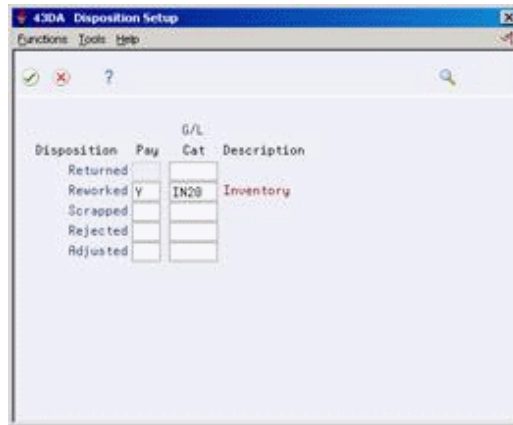 43DA Disposition Setup
Functions Tools Help
?
G/L
Disposition Pay Cat Description
Returned
Reworked Y IN20 Inventory
Scrapped
Rejected
Adjusted